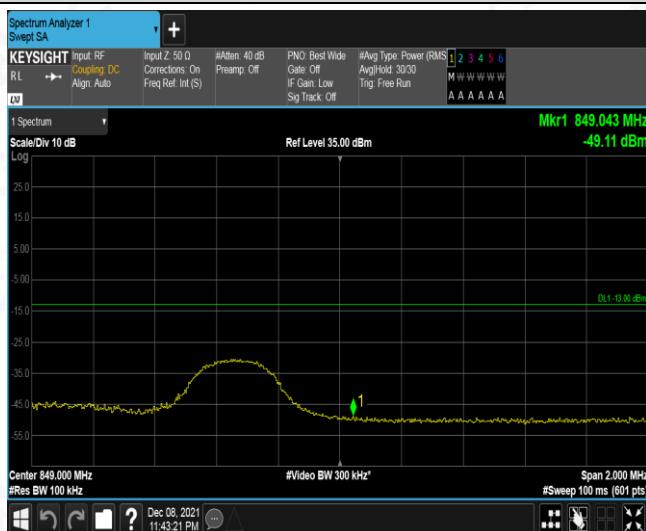 Spectrum Analyzer 1
Swept SA
+
KEYSIGHT
RL
Input: RF
Coupling: DC
Align: Auto
Input Z: 50 Ω
Corrections: On
Freq Ref: Int (S)
#Atten: 40 dB
Preamp: Off
PNO: Best Wide
Gate: Off
IF Gain: Low
Sig Track: Off
#Avg Type: Power (RMS
Avg|Hold: 30/30
Trig: Free Run
1 2 3 4 5 6
M W W W W W
A A A A A A
LXI
1 Spectrum
Mkr1 849.043 MHz
Scale/Div 10 dB
Ref Level 35.00 dBm
-49.11 dBm
Log
25.0
15.0
5.00
-5.00
DL1 -13.00 dBm
-15.0
-25.0
-35.0
-45.0
1
-55.0
Center 849.000 MHz
#Video BW 300 kHz*
Span 2.000 MHz
#Res BW 100 kHz
#Sweep 100 ms (601 pts)
?
Dec 08, 2021
11:43:21 PM